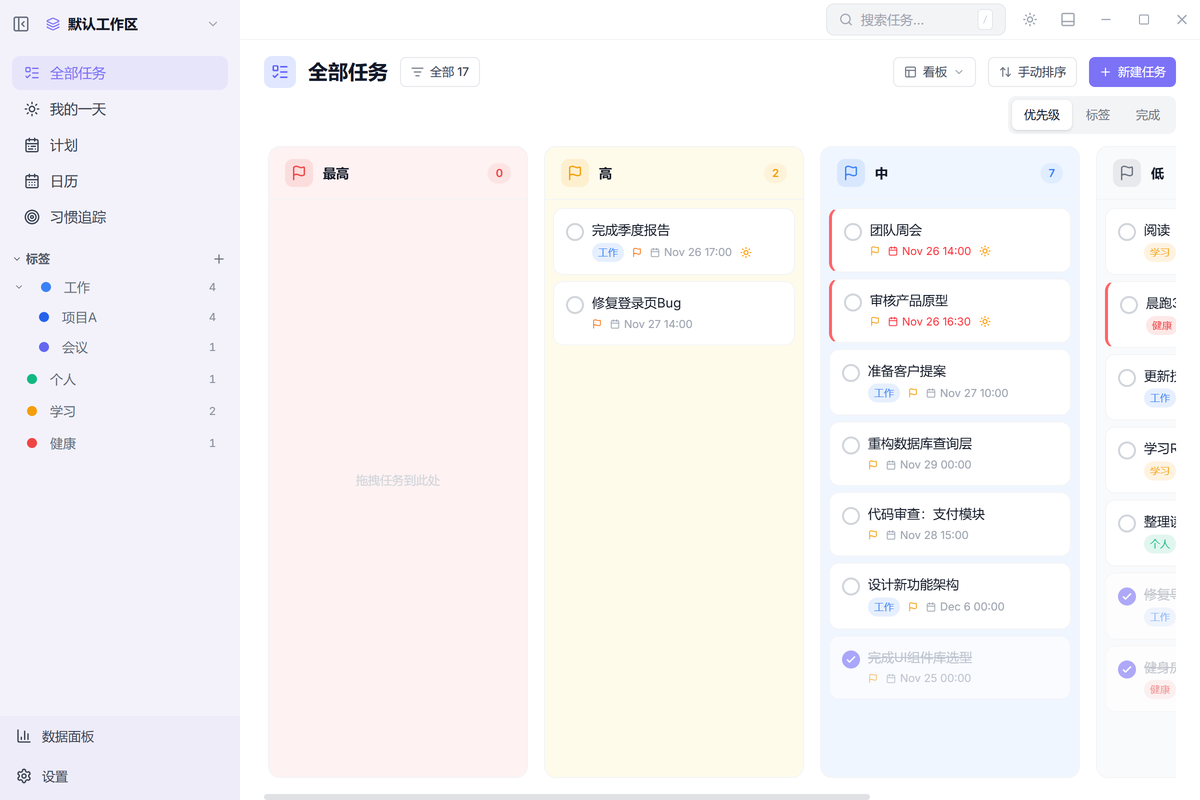 默认工作区
搜索任务...
/
全部任务
我的一天
计划
日历
习惯追踪
标签
工作 4
项目A 4
会议 1
个人 1
学习 2
健康 1
数据面板
设置
全部任务
全部 17
看板
手动排序
新建任务
优先级
标签
完成
最高 0
拖拽任务到此处
高 2
完成季度报告
工作 Nov 26 17:00
修复登录页Bug
Nov 27 14:00
中 7
团队周会
Nov 26 14:00
审核产品原型
Nov 26 16:30
准备客户提案
工作 Nov 27 10:00
重构数据库查询层
Nov 29 00:00
代码审查：支付模块
Nov 28 15:00
设计新功能架构
工作 Dec 6 00:00
完成UI组件库选型
Nov 25 00:00
低
阅读
学习
晨跑3
健康
更新
工作
学习
学习
整理
个人
修复
工作
健身
健康